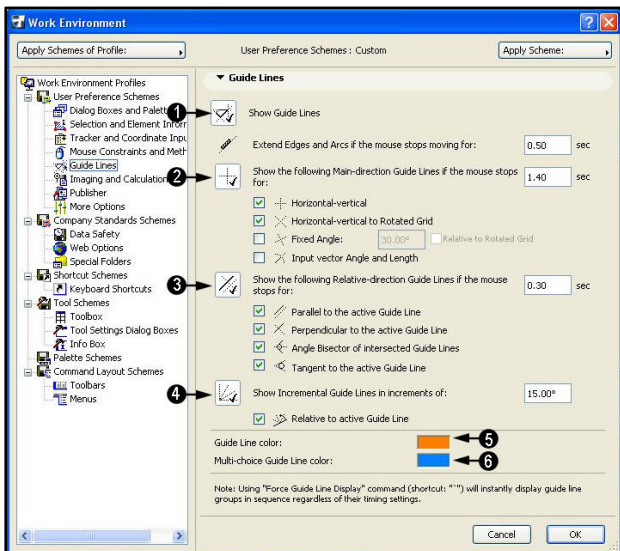 Work Environment
Apply Schemes of Profile:
User Preference Schemes : Custom
Apply Scheme:
Work Environment Profiles
User Preference Schemes
Dialog Boxes and Palett
Selection and Element Inform
Tracker and Coordinate Inpu
Mouse Constraints and Meth
Guide Lines
Imaging and Calculation
Publisher
More Options
Company Standards Schemes
Data Safety
Web Options
Special Folders
Shortcut Schemes
Keyboard Shortcuts
Tool Schemes
Toolbox
Tool Settings Dialog Boxes
Info Box
Palette Schemes
Command Layout Schemes
Toolbars
Menus
Guide Lines
1 Show Guide Lines
Extend Edges and Arcs if the mouse stops moving for: 0.50 sec
2 Show the following Main-direction Guide Lines if the mouse stops for: 1.40 sec
Horizontal-vertical
Horizontal-vertical to Rotated Grid
Fixed Angle: 30.00° Relative to Rotated Grid
Input vector Angle and Length
3 Show the following Relative-direction Guide Lines if the mouse stops for: 0.30 sec
Parallel to the active Guide Line
Perpendicular to the active Guide Line
Angle Bisector of intersected Guide Lines
Tangent to the active Guide Line
4 Show Incremental Guide Lines in increments of: 15.00°
Relative to active Guide Line
Guide Line color: 5
Multi-choice Guide Line color: 6
Note: Using "Force Guide Line Display" command (shortcut: "`") will instantly display guide line
groups in sequence regardless of their timing settings.
Cancel
OK